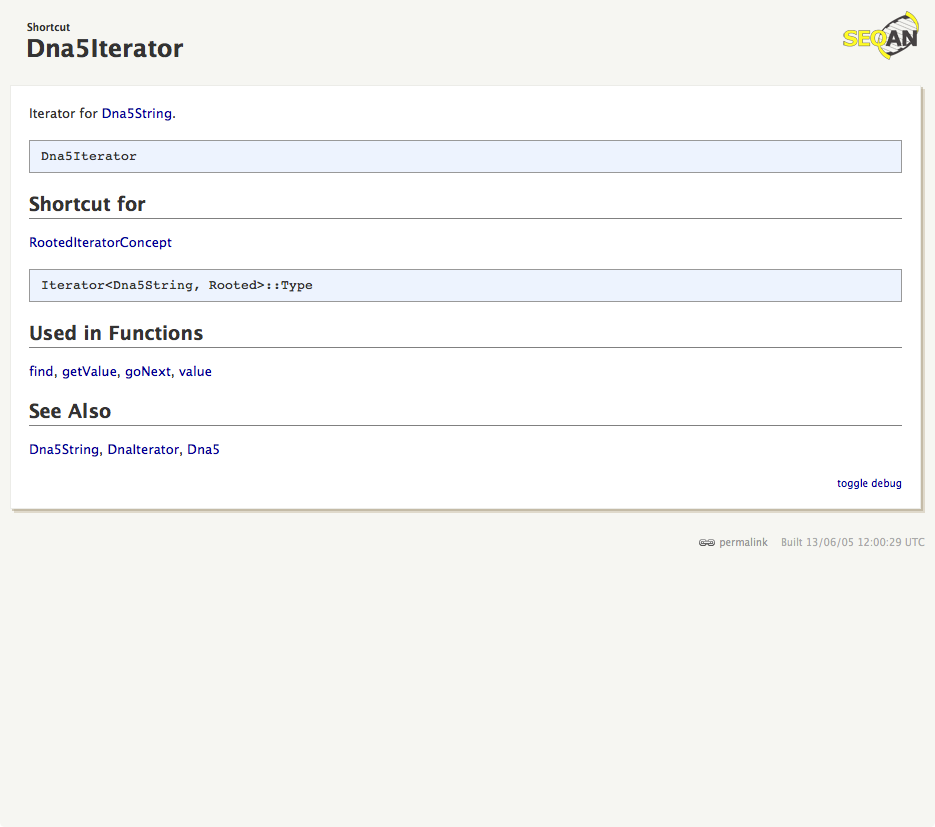 Shortcut
Dna5Iterator
SEQAN
Iterator for Dna5String.
Dna5Iterator
Shortcut for
RootedIteratorConcept
Iterator<Dna5String, Rooted>::Type
Used in Functions
find, getValue, goNext, value
See Also
Dna5String, DnaIterator, Dna5
toggle debug
permalink Built 13/06/05 12:00:29 UTC